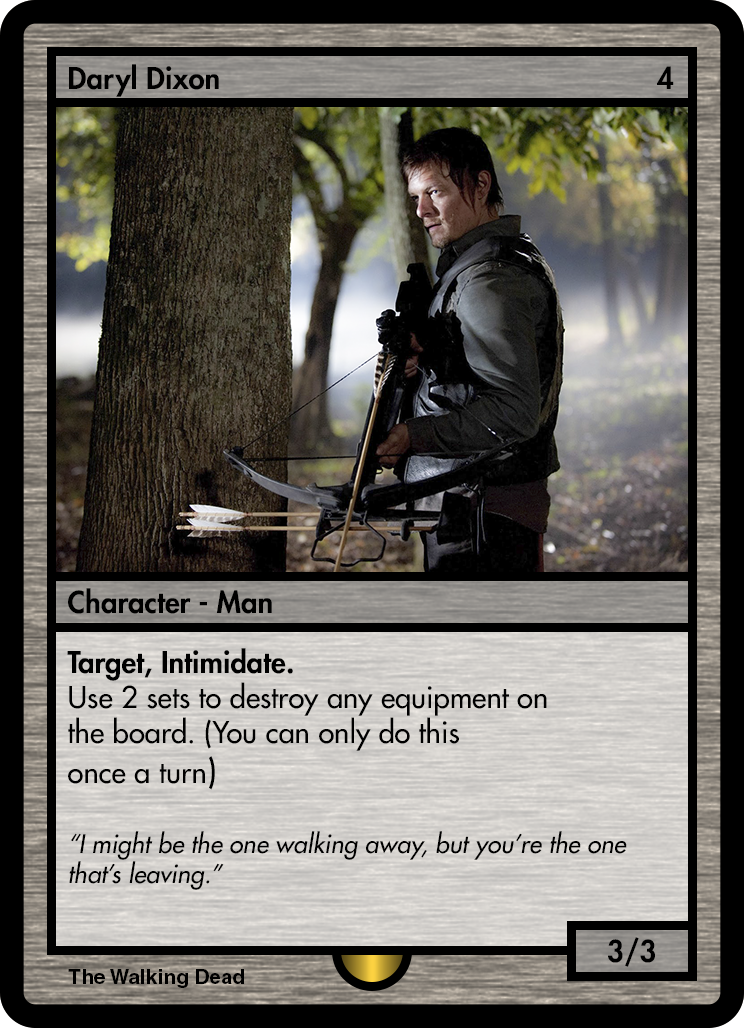 Daryl Dixon 4
Character - Man
Target, Intimidate.
Use 2 sets to destroy any equipment on
the board. (You can only do this
once a turn)
“I might be the one walking away, but you’re the one
that’s leaving.”
3/3
The Walking Dead